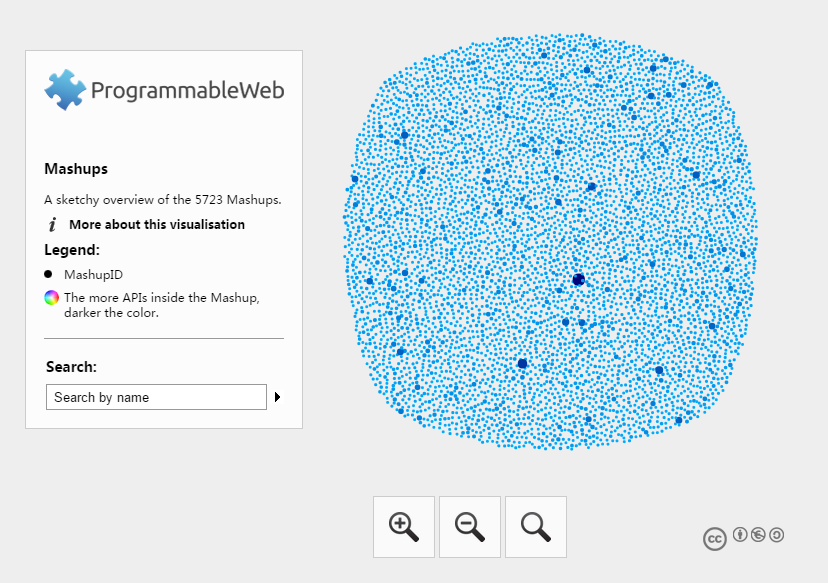 ProgrammableWeb
Mashups
A sketchy overview of the 5723 Mashups.
i More about this visualisation
Legend:
MashupID
The more APIs inside the Mashup,
darker the color.
Search:
Search by name
cc